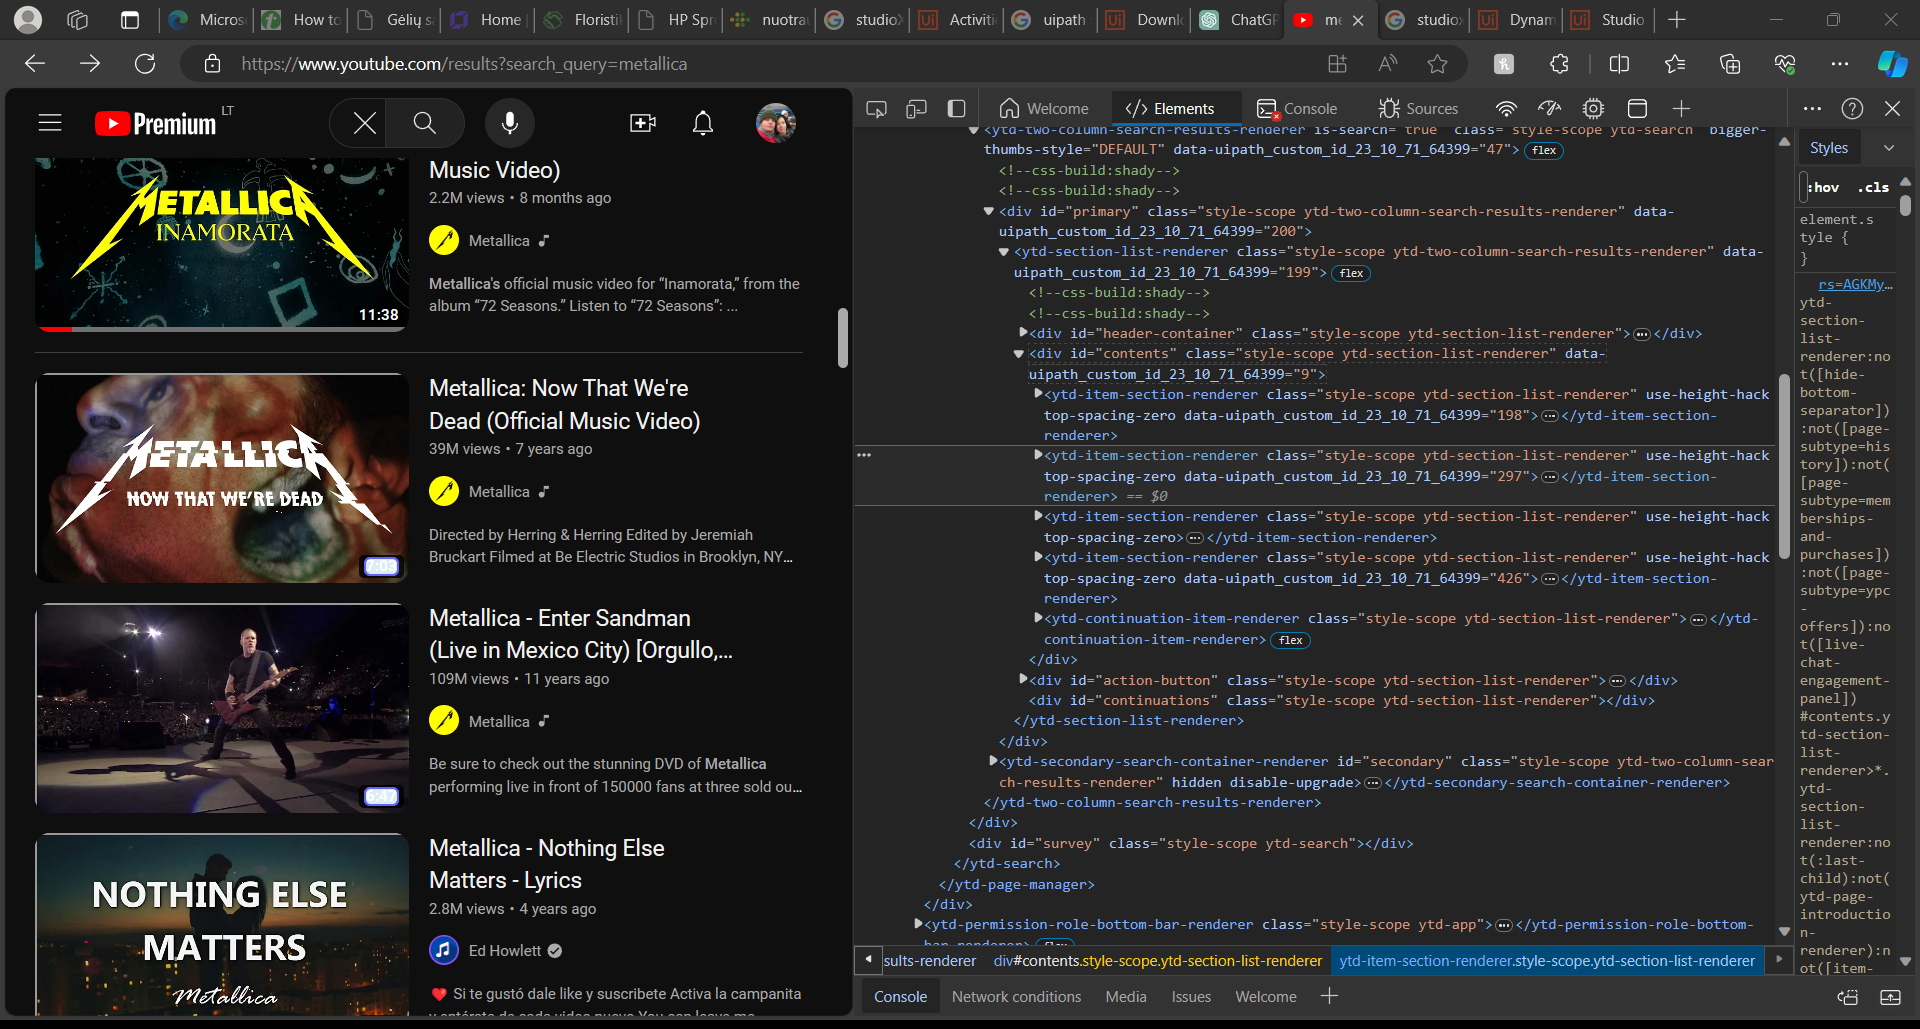 Micros
How to
Gėlių s
Home
Floristi
HP Spr
nuotra
studioX
Activiti
uipath
Downl
ChatGP
me
studio
Dynam
Studio
https://www.youtube.com/results?search_query=metallica
Premium LT
METALLICA
INAMORATA
11:38
Music Video)
2.2M views • 8 months ago
Metallica
Metallica's official music video for “Inamorata,” from the
album “72 Seasons.” Listen to “72 Seasons”: ...
METALLICA
NOW THAT WE'RE DEAD
7:03
Metallica: Now That We're
Dead (Official Music Video)
39M views • 7 years ago
Metallica
Directed by Herring & Herring Edited by Jeremiah
Bruckart Filmed at Be Electric Studios in Brooklyn, NY...
6:47
Metallica - Enter Sandman
(Live in Mexico City) [Orgullo,...
109M views • 11 years ago
Metallica
Be sure to check out the stunning DVD of Metallica
performing live in front of 150000 fans at three sold ou...
NOTHING ELSE
MATTERS
Metallica
Metallica - Nothing Else
Matters - Lyrics
2.8M views • 4 years ago
Ed Howlett
Si te gustó dale like y suscribete Activa la campanita
Welcome
Elements
Console
Sources
<ytd-two-column-search-results-renderer is-search="true" class="style-scope ytd-search" bigger-
thumbs-style="DEFAULT" data-uipath_custom_id_23_10_71_64399="47"> flex
<!--css-build:shady-->
<!--css-build:shady-->
<div id="primary" class="style-scope ytd-two-column-search-results-renderer" data-
uipath_custom_id_23_10_71_64399="200">
<ytd-section-list-renderer class="style-scope ytd-two-column-search-results-renderer" data-
uipath_custom_id_23_10_71_64399="199"> flex
<!--css-build:shady-->
<!--css-build:shady-->
<div id="header-container" class="style-scope ytd-section-list-renderer">…</div>
<div id="contents" class="style-scope ytd-section-list-renderer" data-
uipath_custom_id_23_10_71_64399="9">
<ytd-item-section-renderer class="style-scope ytd-section-list-renderer" use-height-hack
top-spacing-zero data-uipath_custom_id_23_10_71_64399="198">…</ytd-item-section-
renderer>
<ytd-item-section-renderer class="style-scope ytd-section-list-renderer" use-height-hack
top-spacing-zero data-uipath_custom_id_23_10_71_64399="297">…</ytd-item-section-
renderer> == $0
<ytd-item-section-renderer class="style-scope ytd-section-list-renderer" use-height-hack
top-spacing-zero>…</ytd-item-section-renderer>
<ytd-item-section-renderer class="style-scope ytd-section-list-renderer" use-height-hack
top-spacing-zero data-uipath_custom_id_23_10_71_64399="426">…</ytd-item-section-
renderer>
<ytd-continuation-item-renderer class="style-scope ytd-section-list-renderer">…</ytd-
continuation-item-renderer> flex
</div>
<div id="action-button" class="style-scope ytd-section-list-renderer">…</div>
<div id="continuations" class="style-scope ytd-section-list-renderer"></div>
</ytd-section-list-renderer>
</div>
<ytd-secondary-search-container-renderer id="secondary" class="style-scope ytd-two-column-sear
ch-results-renderer" hidden disable-upgrade>…</ytd-secondary-search-container-renderer>
</ytd-two-column-search-results-renderer>
</div>
<div id="survey" class="style-scope ytd-search"></div>
</ytd-search>
</ytd-page-manager>
</div>
<ytd-permission-role-bottom-bar-renderer class="style-scope ytd-app">…</ytd-permission-role-bottom-
bar-renderer> flex
sults-renderer div#contents.style-scope.ytd-section-list-renderer ytd-item-section-renderer.style-scope.ytd-section-list-renderer
Console
Network conditions
Media
Issues
Welcome
Styles
:hov .cls
element.s
tyle {
}
rs=AGKMy…
ytd-
section-
list-
renderer:no
t([hide-
bottom-
separator])
:not([page-
subtype=his
tory]):not(
[page-
subtype=mem
berships-
and-
purchases])
:not([page-
subtype=ypc
-
offers]):no
t([live-
chat-
engagement-
panel])
#contents.y
td-section-
list-
renderer>*.
ytd-
section-
list-
renderer:no
t(:last-
child):not(
ytd-page-
introductio
n-
renderer):n
ot([item-